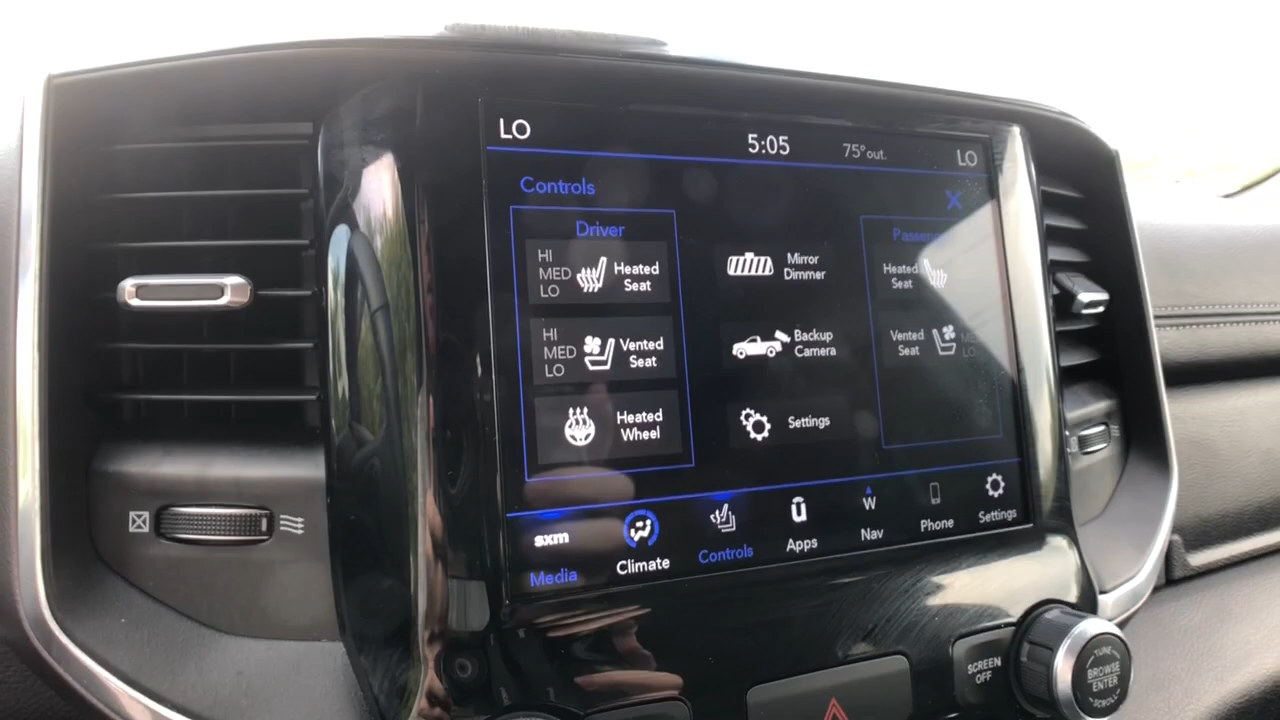 LO
5:05
75° out.
LO
Controls
X
Driver
HI
MED
LO
Heated
Seat
HI
MED
LO
Vented
Seat
Heated
Wheel
Mirror
Dimmer
Backup
Camera
Settings
Heated
Seat
Vented
Seat
LO
sxm
Media
Climate
Controls
Apps
W
Nav
Phone
Settings
SCREEN
OFF
TUNE
BROWSE
ENTER
SCROLL